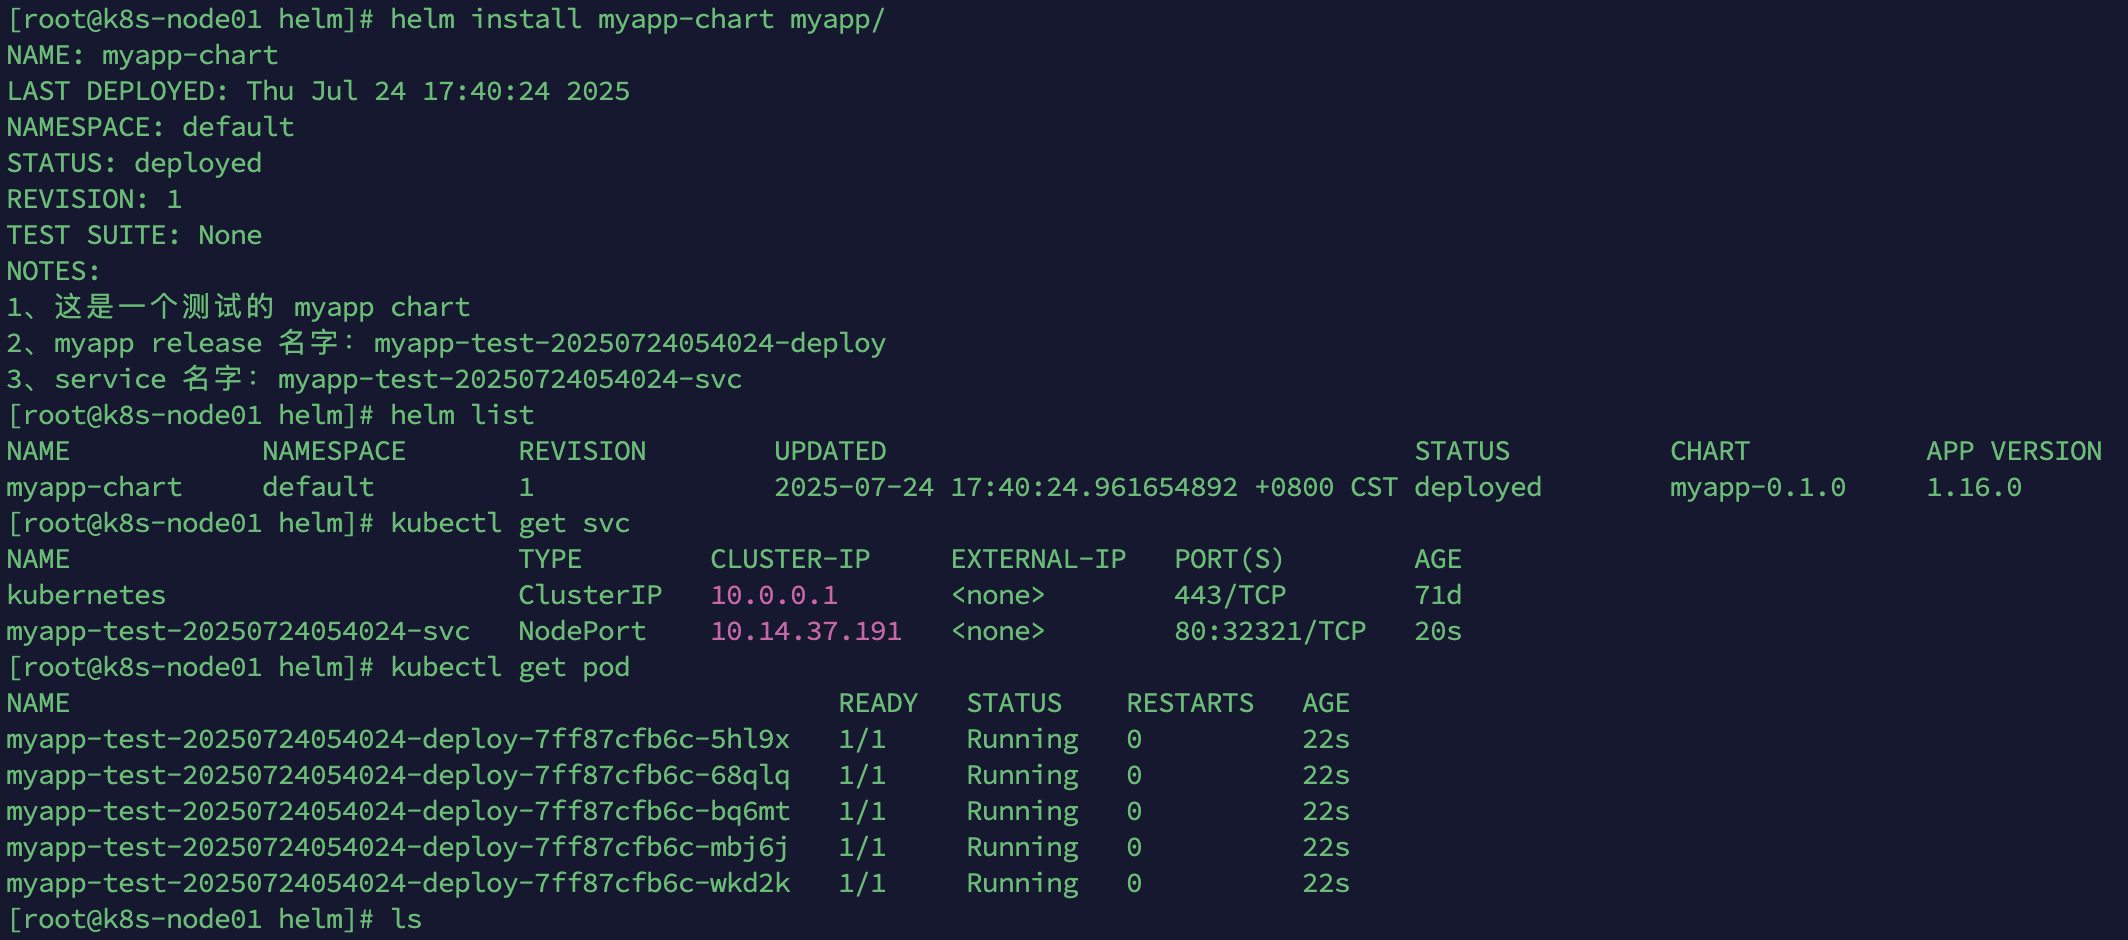 [root@k8s-node01 helm]# helm install myapp-chart myapp/
NAME: myapp-chart
LAST DEPLOYED: Thu Jul 24 17:40:24 2025
NAMESPACE: default
STATUS: deployed
REVISION: 1
TEST SUITE: None
NOTES:
1、这是一个测试的 myapp chart
2、myapp release 名字：myapp-test-20250724054024-deploy
3、service 名字：myapp-test-20250724054024-svc
[root@k8s-node01 helm]# helm list
NAME NAMESPACE REVISION UPDATED STATUS CHART APP VERSION
myapp-chart default 1 2025-07-24 17:40:24.961654892 +0800 CST deployed myapp-0.1.0 1.16.0
[root@k8s-node01 helm]# kubectl get svc
NAME TYPE CLUSTER-IP EXTERNAL-IP PORT(S) AGE
kubernetes ClusterIP 10.0.0.1 <none> 443/TCP 71d
myapp-test-20250724054024-svc NodePort 10.14.37.191 <none> 80:32321/TCP 20s
[root@k8s-node01 helm]# kubectl get pod
NAME READY STATUS RESTARTS AGE
myapp-test-20250724054024-deploy-7ff87cfb6c-5hl9x 1/1 Running 0 22s
myapp-test-20250724054024-deploy-7ff87cfb6c-68qlq 1/1 Running 0 22s
myapp-test-20250724054024-deploy-7ff87cfb6c-bq6mt 1/1 Running 0 22s
myapp-test-20250724054024-deploy-7ff87cfb6c-mbj6j 1/1 Running 0 22s
myapp-test-20250724054024-deploy-7ff87cfb6c-wkd2k 1/1 Running 0 22s
[root@k8s-node01 helm]# ls